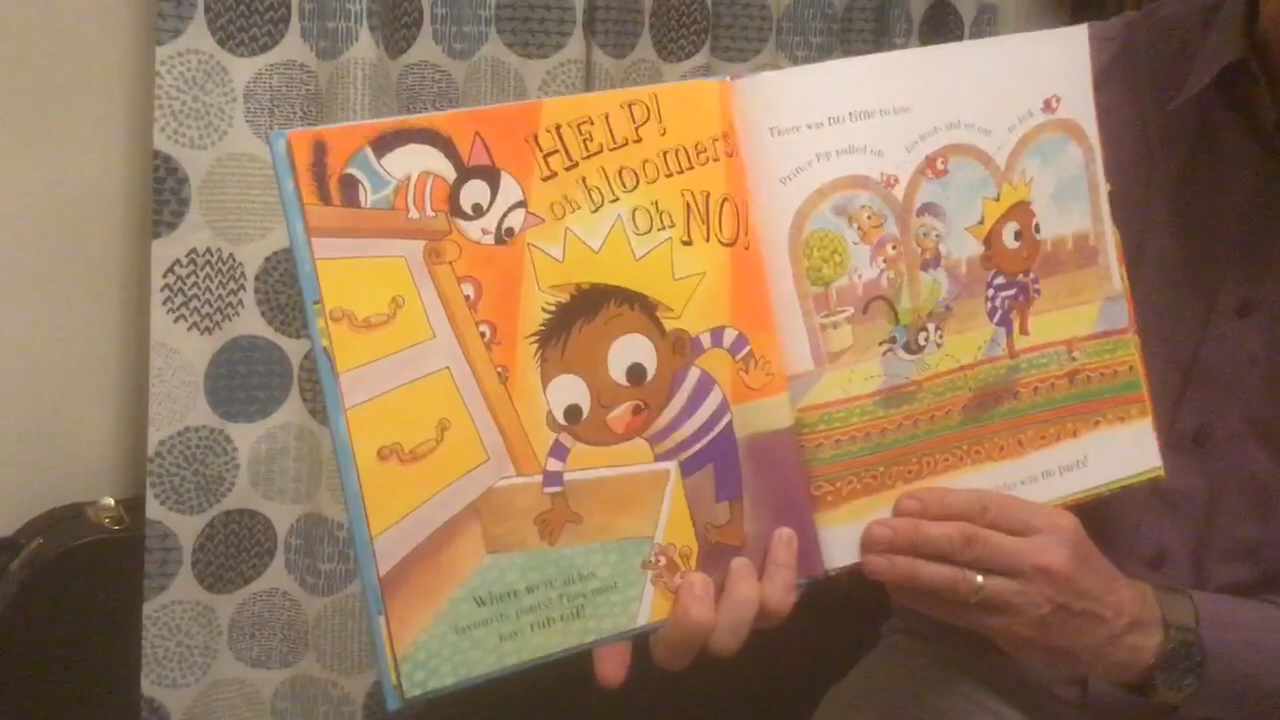 HELP!
oh bloomers!
Oh NO!
Where were all his
favourite pants? They must
have run off!
There was no time to lose.
Prince Pip pulled on
his boots and set out
to look
with no pants!